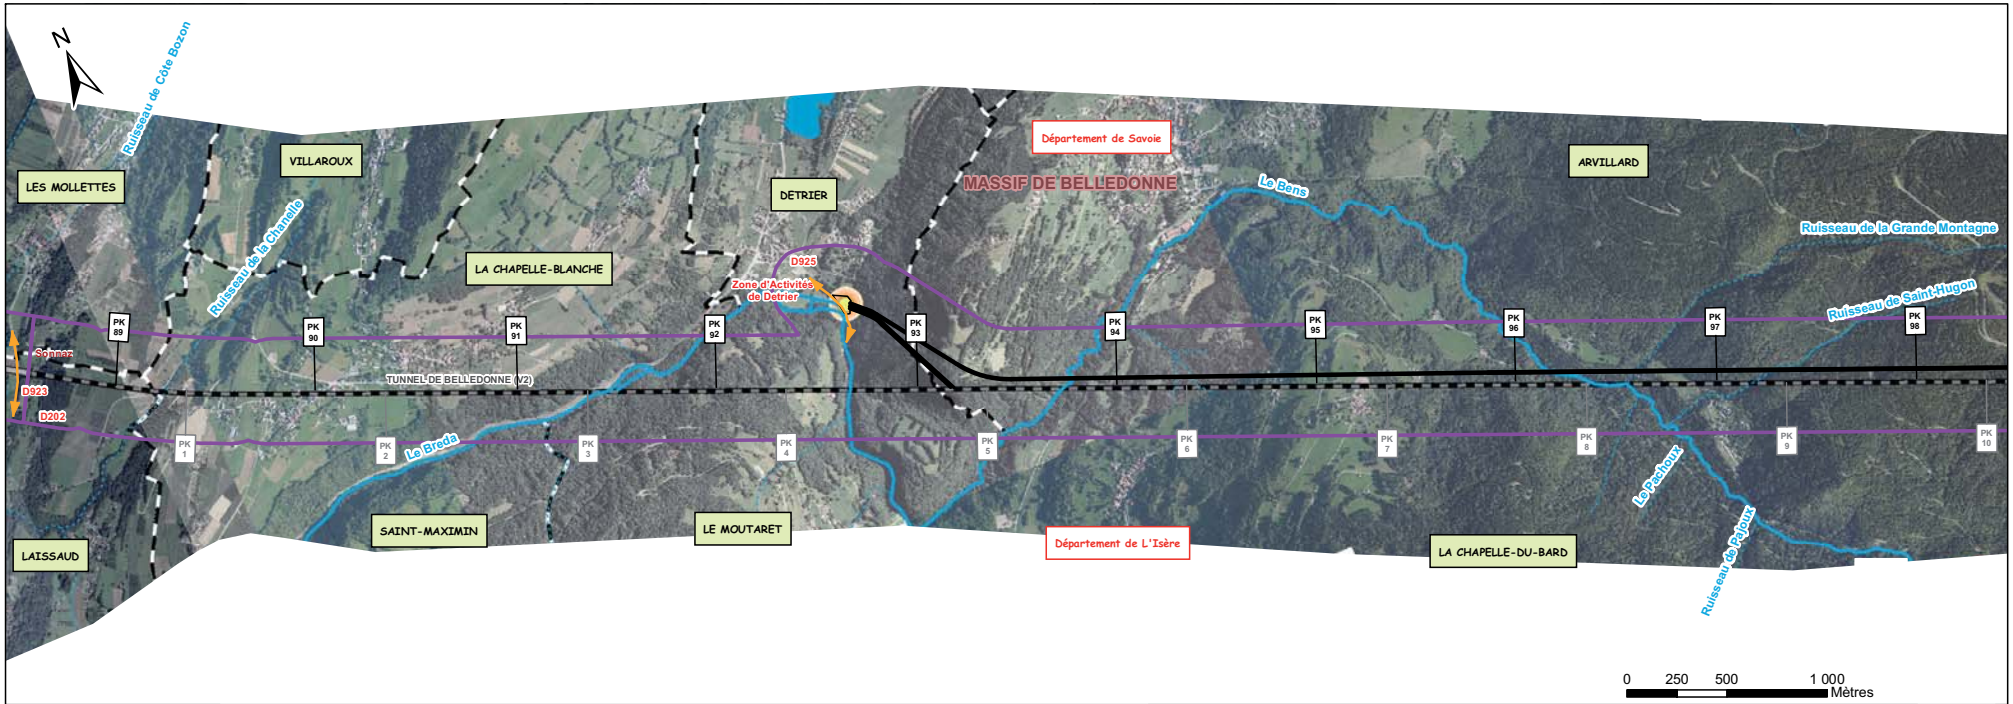 N
Ruisseau de Côte Bozon
LES MOLLETTES
VILLAROUX
Ruisseau de la Chanelle
LA CHAPELLE-BLANCHE
DETRIER
Département de Savoie
MASSIF DE BELLEDONNE
Le Bens
ARVILLARD
Ruisseau de la Grande Montagne
Ruisseau de Saint-Hugon
D925
Zone d'Activités
de Detrier
PK
89
PK
90
PK
91
PK
92
PK
93
PK
94
PK
95
PK
96
PK
97
PK
98
Sonnaz
D923
D202
TUNNEL DE BELLEDONNE (V2)
Le Breda
PK
1
PK
2
PK
3
PK
4
PK
5
PK
6
PK
7
PK
8
PK
9
PK
10
Le Pachoux
Ruisseau de Pajoux
LAISSAUD
SAINT-MAXIMIN
LE MOUTARET
Département de L'Isère
LA CHAPELLE-DU-BARD
0 250 500 1 000
Mètres